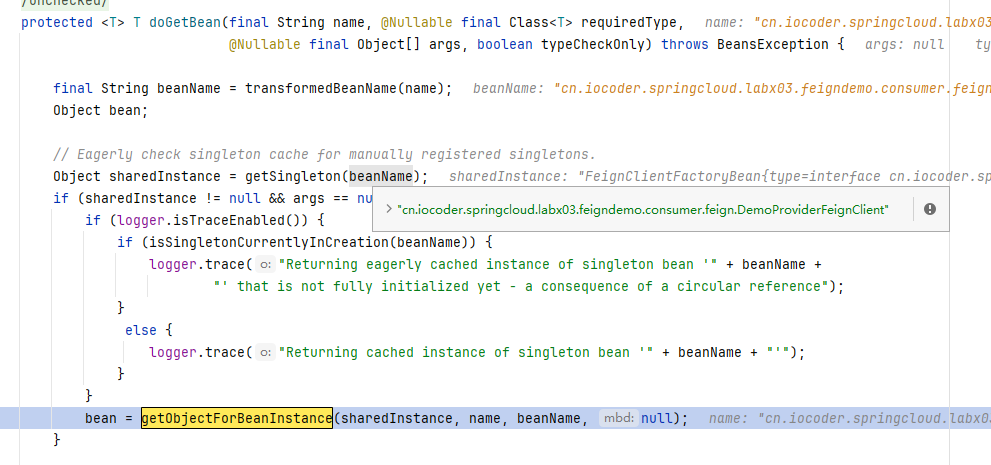 /unchecked/
protected <T> T doGetBean(final String name, @Nullable final Class<T> requiredType,   name: "cn.iocoder.springcloud.labx03
@Nullable final Object[] args, boolean typeCheckOnly) throws BeansException {   args: null   ty
final String beanName = transformedBeanName(name);   beanName: "cn.iocoder.springcloud.labx03.feigndemo.consumer.feign
Object bean;
// Eagerly check singleton cache for manually registered singletons.
Object sharedInstance = getSingleton(beanName);   sharedInstance: "FeignClientFactoryBean{type=interface cn.iocoder.sp
if (sharedInstance != null && args == nu
"cn.iocoder.springcloud.labx03.feigndemo.consumer.feign.DemoProviderFeignClient"
if (logger.isTraceEnabled()) {
if (isSingletonCurrentlyInCreation(beanName)) {
logger.trace( o: "Returning eagerly cached instance of singleton bean '" + beanName +
"' that is not fully initialized yet - a consequence of a circular reference");
}
else {
logger.trace( o: "Returning cached instance of singleton bean '" + beanName + "'");
}
}
bean = getObjectForBeanInstance(sharedInstance, name, beanName, mbd: null);   name: "cn.iocoder.springcloud.labx03
}